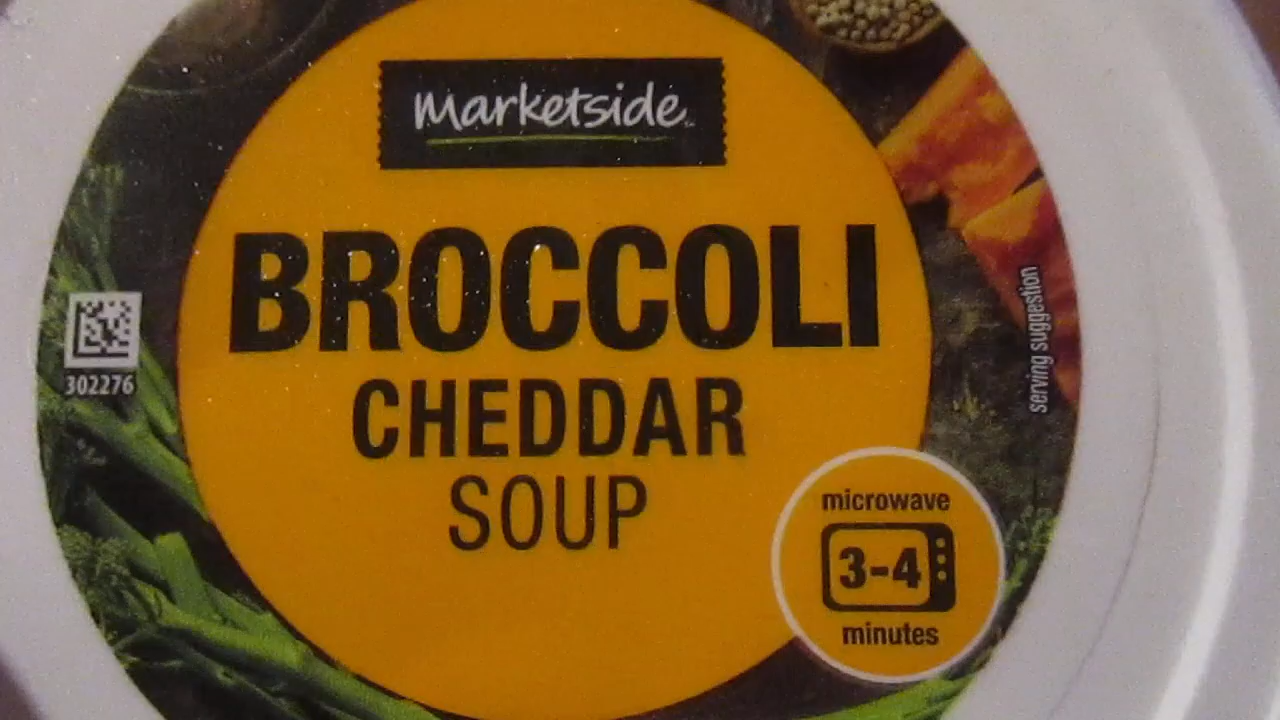 marketside
BROCCOLI
CHEDDAR
SOUP
302276
serving suggestion
microwave
3-4
minutes